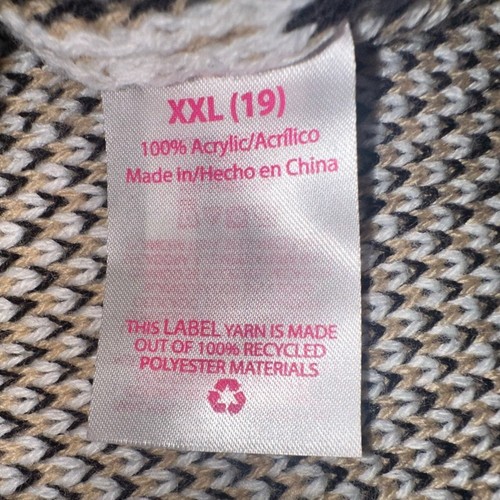 XXL (19)
100% Acrylic/Acrílico
Made in/Hecho en China
THIS LABEL YARN IS MADE
OUT OF 100% RECYCLED
POLYESTER MATERIALS